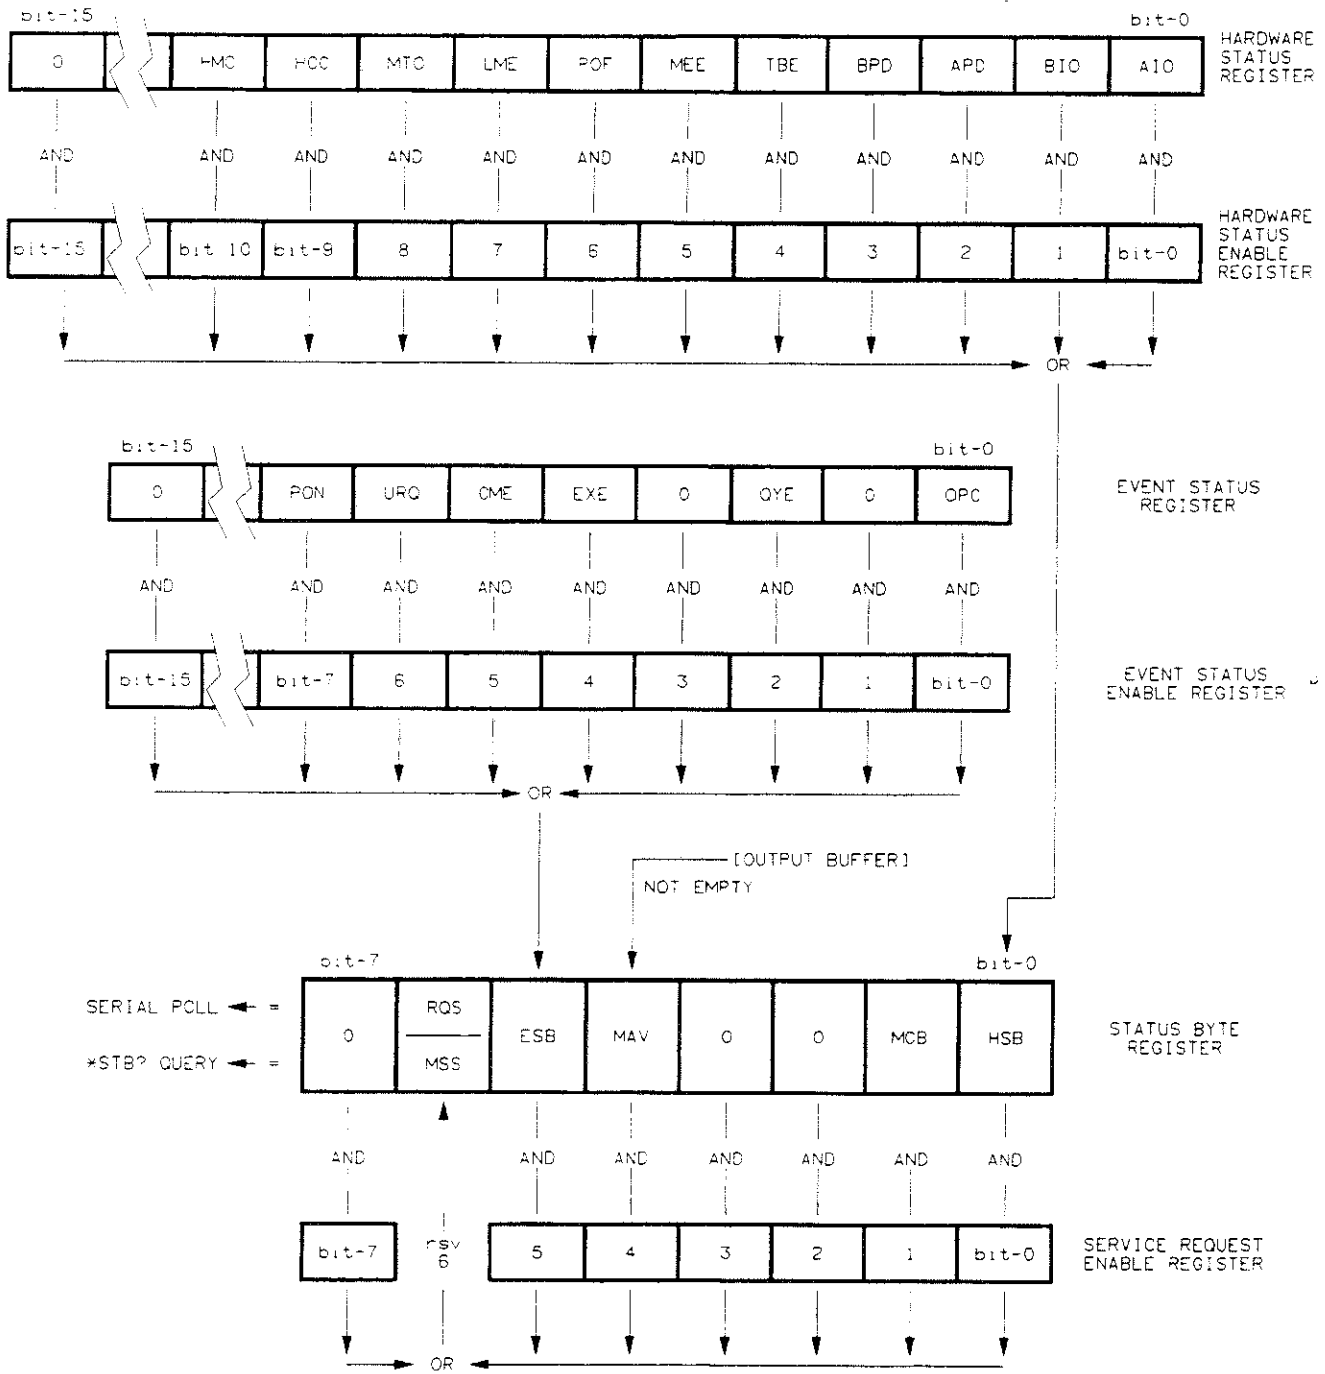 bit-15 bit-0
0 HMC HCC MTC LME POF MEE TBE BPD APD BIO AIO
HARDWARE
STATUS
REGISTER
AND AND AND AND AND AND AND AND AND AND AND AND
bit-15 bit 10 bit-9 8 7 6 5 4 3 2 1 bit-0
HARDWARE
STATUS
ENABLE
REGISTER
OR
bit-15 bit-0
0 PON URQ CME EXE 0 QYE 0 OPC
EVENT STATUS
REGISTER
AND AND AND AND AND AND AND AND AND
bit-15 bit-7 6 5 4 3 2 1 bit-0
EVENT STATUS
ENABLE REGISTER
OR
[OUTPUT BUFFER]
NOT EMPTY
bit-7 bit-0
SERIAL POLL =
*STB? QUERY =
0 RQS MSS ESB MAV 0 0 MCB HSB
STATUS BYTE
REGISTER
AND AND AND AND AND AND AND
bit-7 rsv 6 5 4 3 2 1 bit-0
SERVICE REQUEST
ENABLE REGISTER
OR